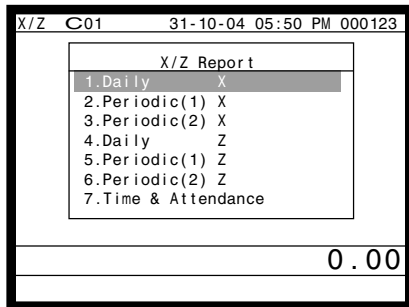 X/Z C01 31-10-04 05:50 PM 000123
X/Z Report
1.Daily X
2.Periodic(1) X
3.Periodic(2) X
4.Daily Z
5.Periodic(1) Z
6.Periodic(2) Z
7.Time & Attendance
0.00